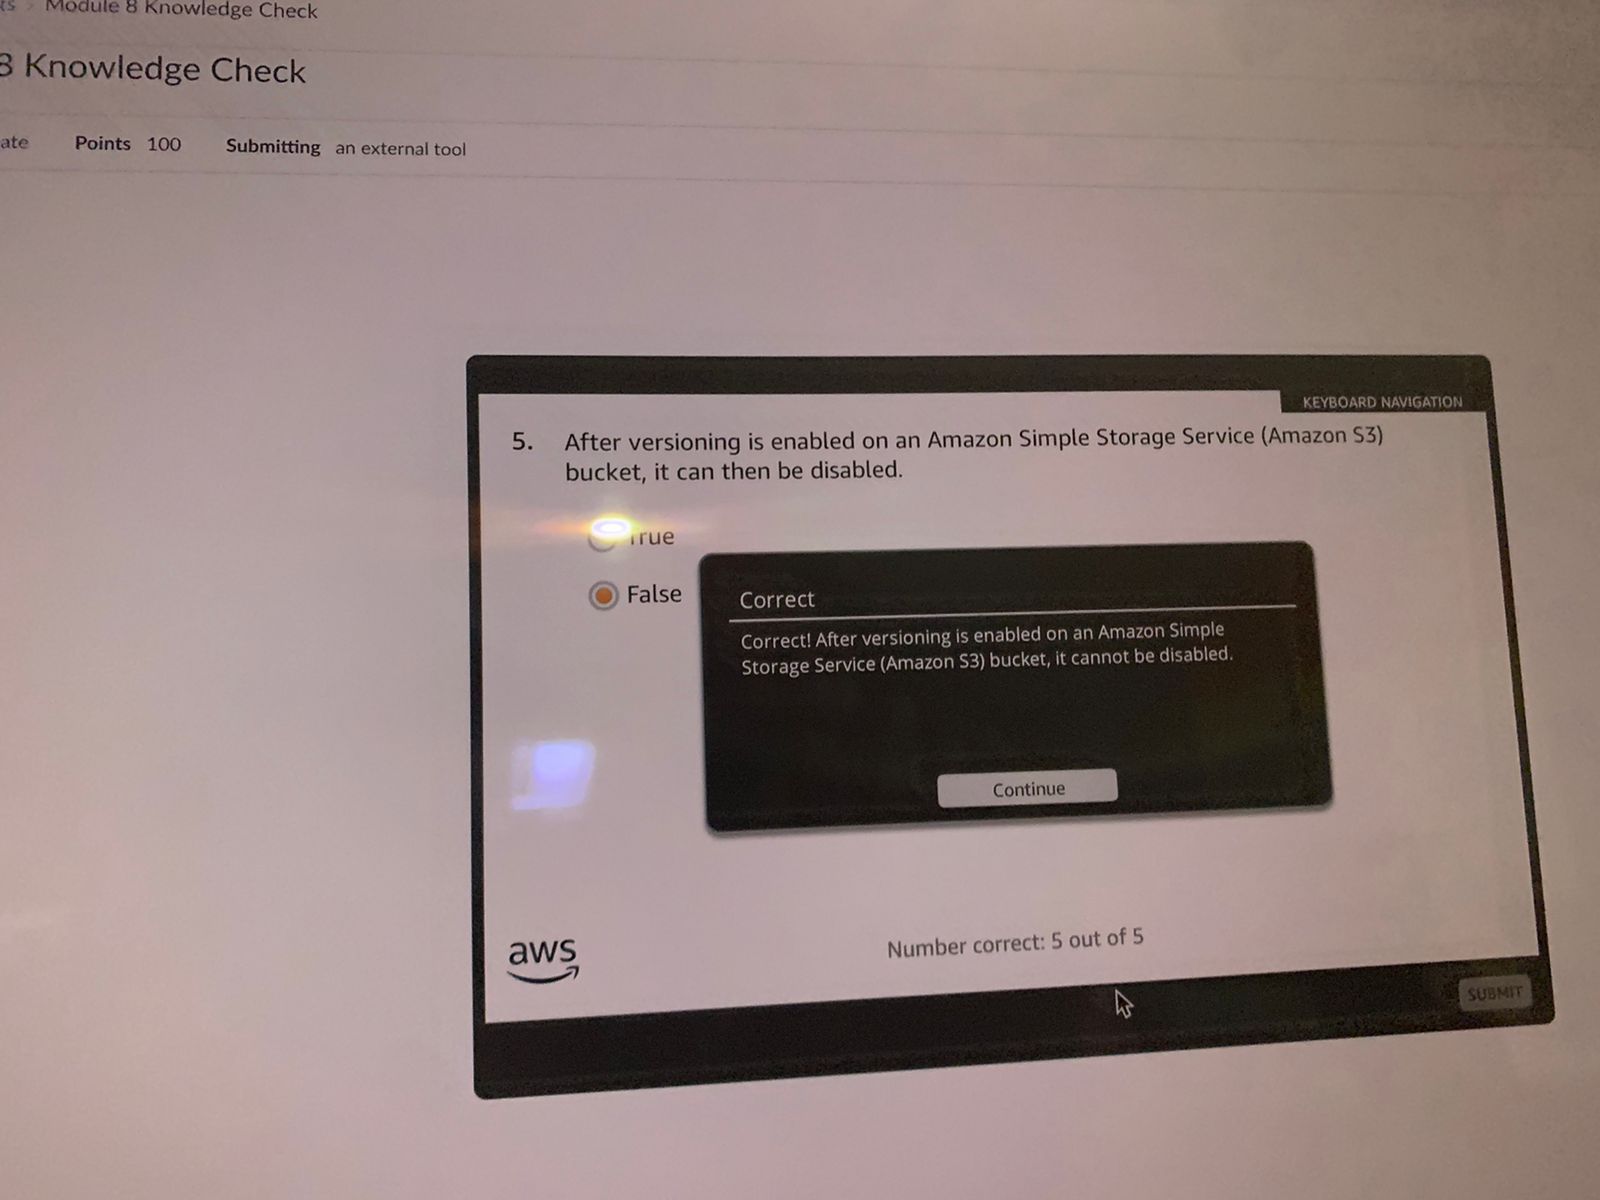 Module 8 Knowledge Check
8 Knowledge Check
Points 100 Submitting an external tool
KEYBOARD NAVIGATION
5. After versioning is enabled on an Amazon Simple Storage Service (Amazon S3)
bucket, it can then be disabled.
True
False
Correct
Correct! After versioning is enabled on an Amazon Simple
Storage Service (Amazon S3) bucket, it cannot be disabled.
Continue
aws
Number correct: 5 out of 5
SUBMIT